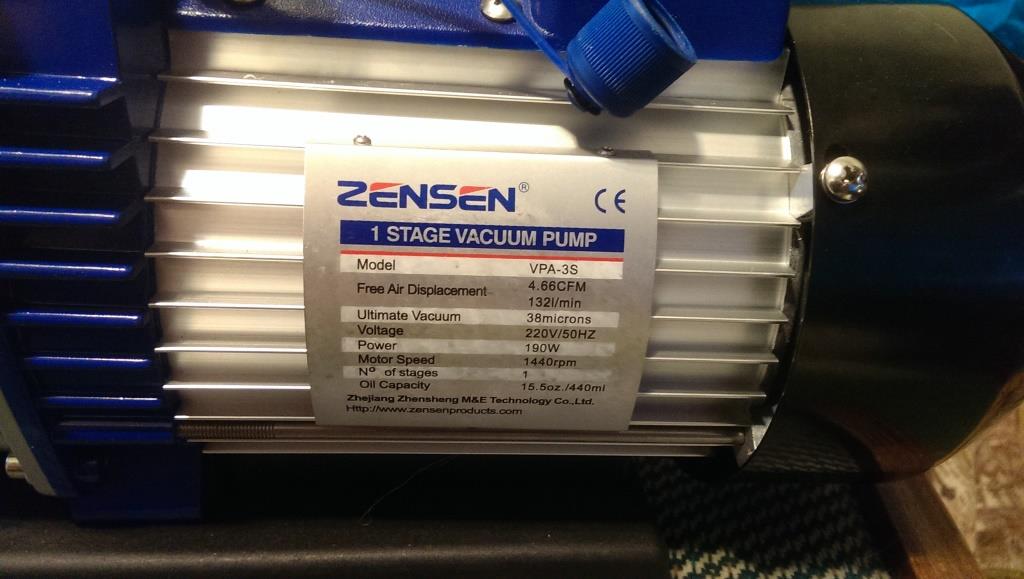 ZENSEN® CE
1 STAGE VACUUM PUMP
Model VPA-3S
Free Air Displacement 4.66CFM
132l/min
Ultimate Vacuum 38microns
Voltage 220V/50HZ
Power 190W
Motor Speed 1440rpm
Nº of stages 1
Oil Capacity 15.5oz./440ml
Zhejiang Zhensheng M&E Technology Co.,Ltd.
Http://www.zensenproducts.com